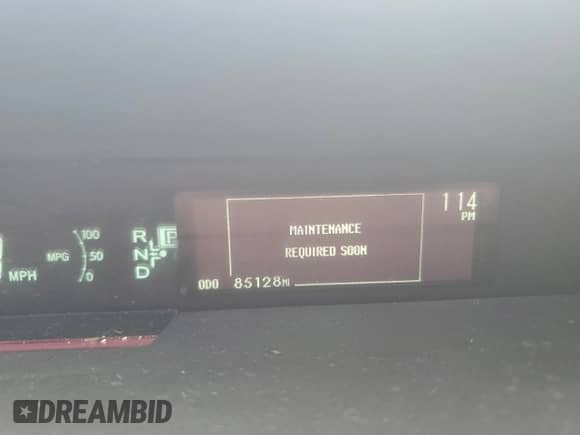 114
PM
MAINTENANCE
REQUIRED SOON
ODO 85128MI
100
MPG 50
0
MPH
R P
N
D
DREAMBID